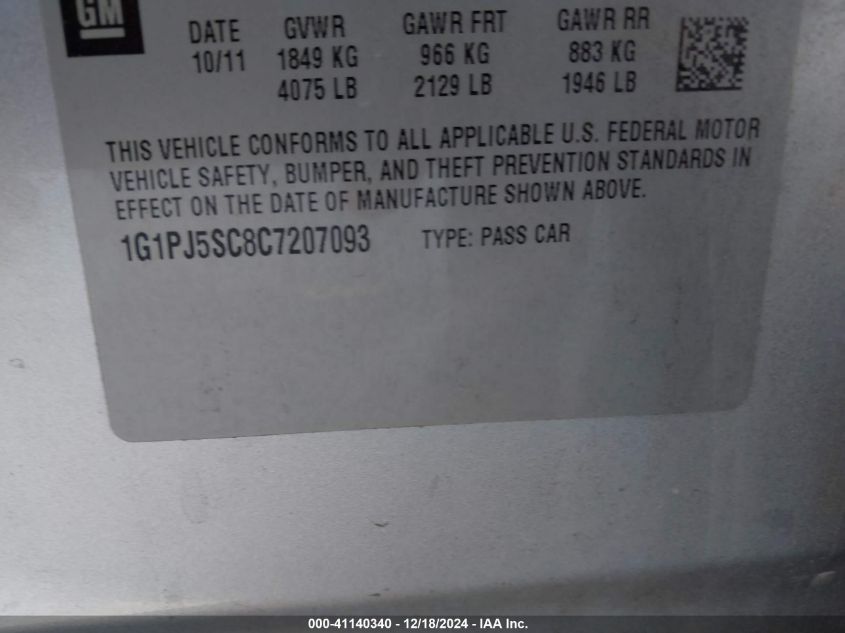 GM
DATE GVWR GAWR FRT GAWR RR
10/11 1849 KG 966 KG 883 KG
4075 LB 2129 LB 1946 LB
THIS VEHICLE CONFORMS TO ALL APPLICABLE U.S. FEDERAL MOTOR
VEHICLE SAFETY, BUMPER, AND THEFT PREVENTION STANDARDS IN
EFFECT ON THE DATE OF MANUFACTURE SHOWN ABOVE.
1G1PJ5SC8C7207093 TYPE: PASS CAR
000-41140340 - 12/18/2024 - IAA Inc.